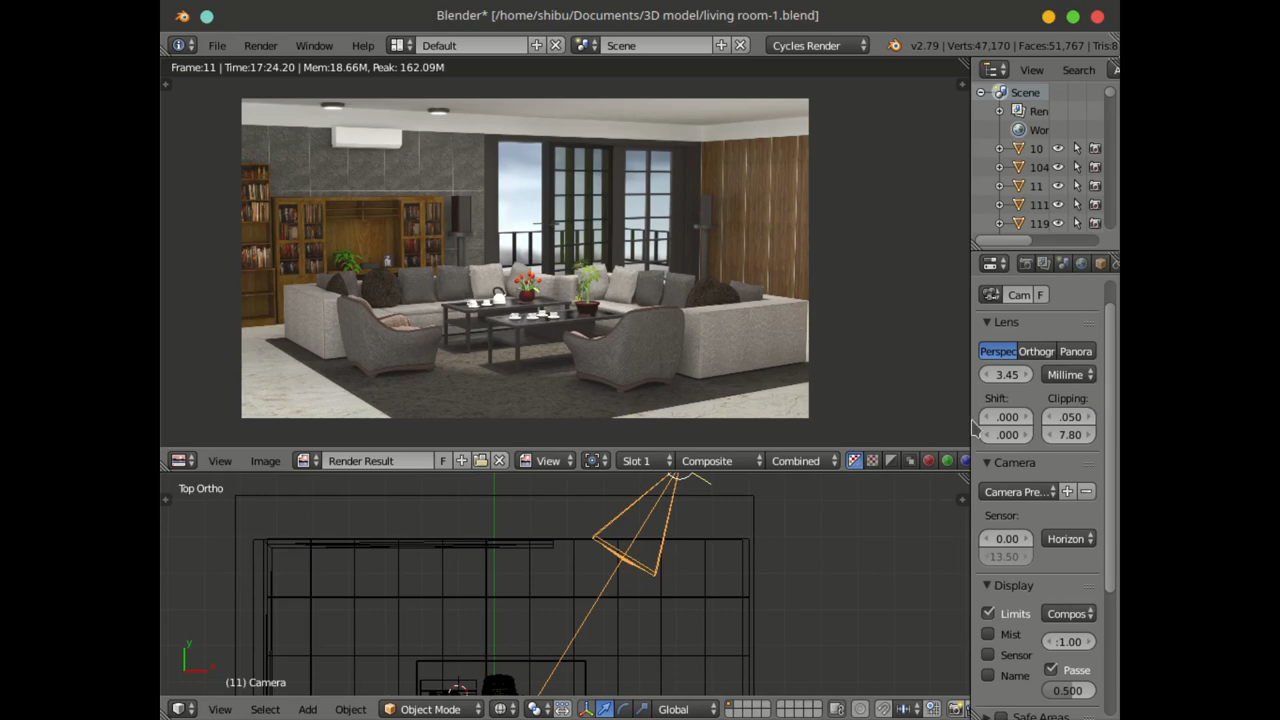 Blender* [/home/shibu/Documents/3D model/living room-1.blend]
File Render Window Help Default Scene Cycles Render v2.79 | Verts:47,170 | Faces:51,767 | Tris:8
Frame:11 | Time:17:24.20 | Mem:18.66M, Peak: 162.09M
View Search
Scene
Ren
Wor
10
104
11
111
119
Cam F
Lens
Perspec Orthogr Panora
3.45 Millime
Shift: Clipping:
.000 .050
.000 7.80
View Image Render Result F View Slot 1 Composite Combined
Camera
Camera Pre...
Sensor:
0.00 Horizon
13.50
Display
Limits Compos
Mist :1.00
Sensor Passe
Name 0.500
Safe Areas
Top Ortho
y
x
(11) Camera
View Select Add Object Object Mode Global